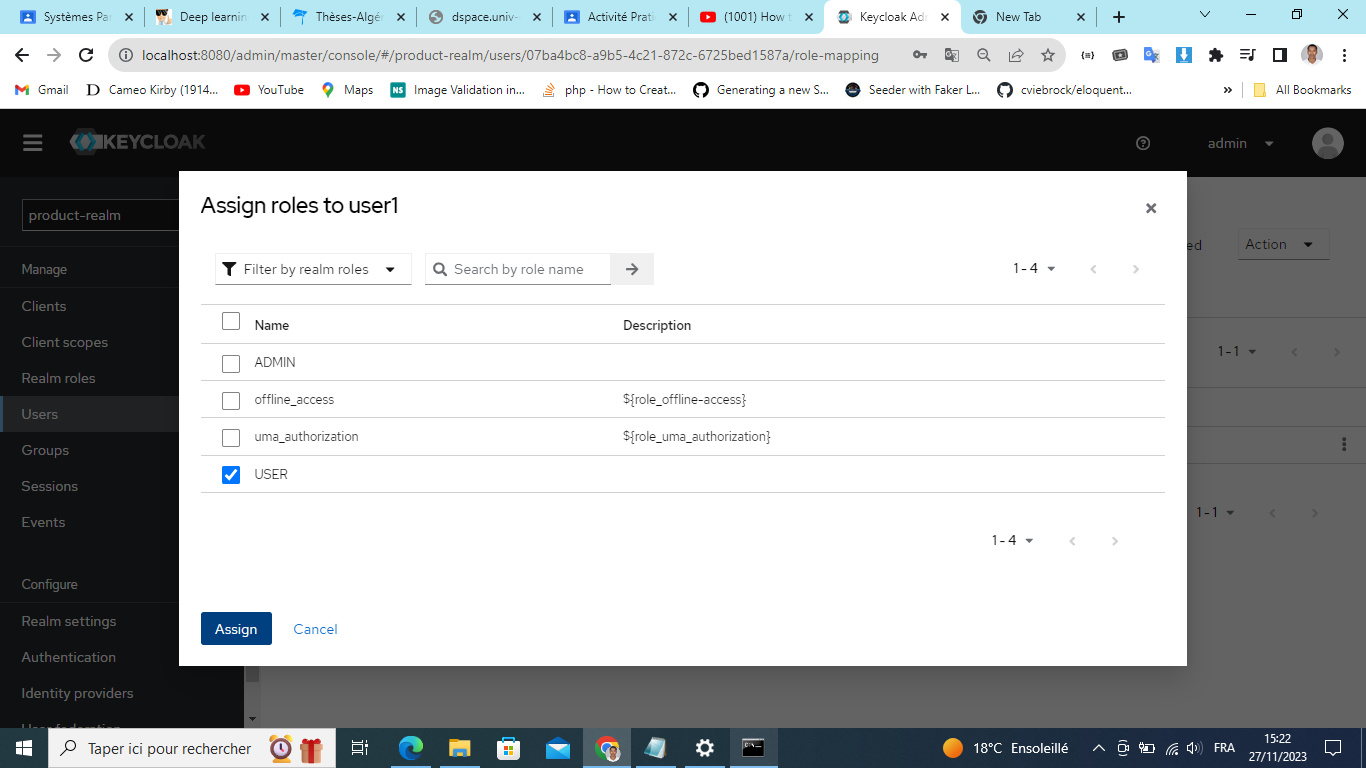 Systèmes Par
Deep learnin
Thèses-Algé
dspace.univ-
Activité Prati
(1001) How t
Keycloak Adm
New Tab
localhost:8080/admin/master/console/#/product-realm/users/07ba4bc8-a9b5-4c21-872c-6725bed1587a/role-mapping
Gmail
Cameo Kirby (1914...
YouTube
Maps
NS
Image Validation in...
php - How to Creat...
Generating a new S...
Seeder with Faker L...
cviebrock/eloquent...
»
All Bookmarks
KEYCLOAK
admin
product-realm
Manage
Clients
Client scopes
Realm roles
Users
Groups
Sessions
Events
Configure
Realm settings
Authentication
Identity providers
User federation
Assign roles to user1
Filter by realm roles
Search by role name
1 - 4
Name Description
ADMIN
offline_access ${role_offline-access}
uma_authorization ${role_uma_authorization}
USER
1 - 4
Assign Cancel
ed
Action
1 - 1
1 - 1
Taper ici pour rechercher
18°C Ensoleillé
FRA
15:22
27/11/2023